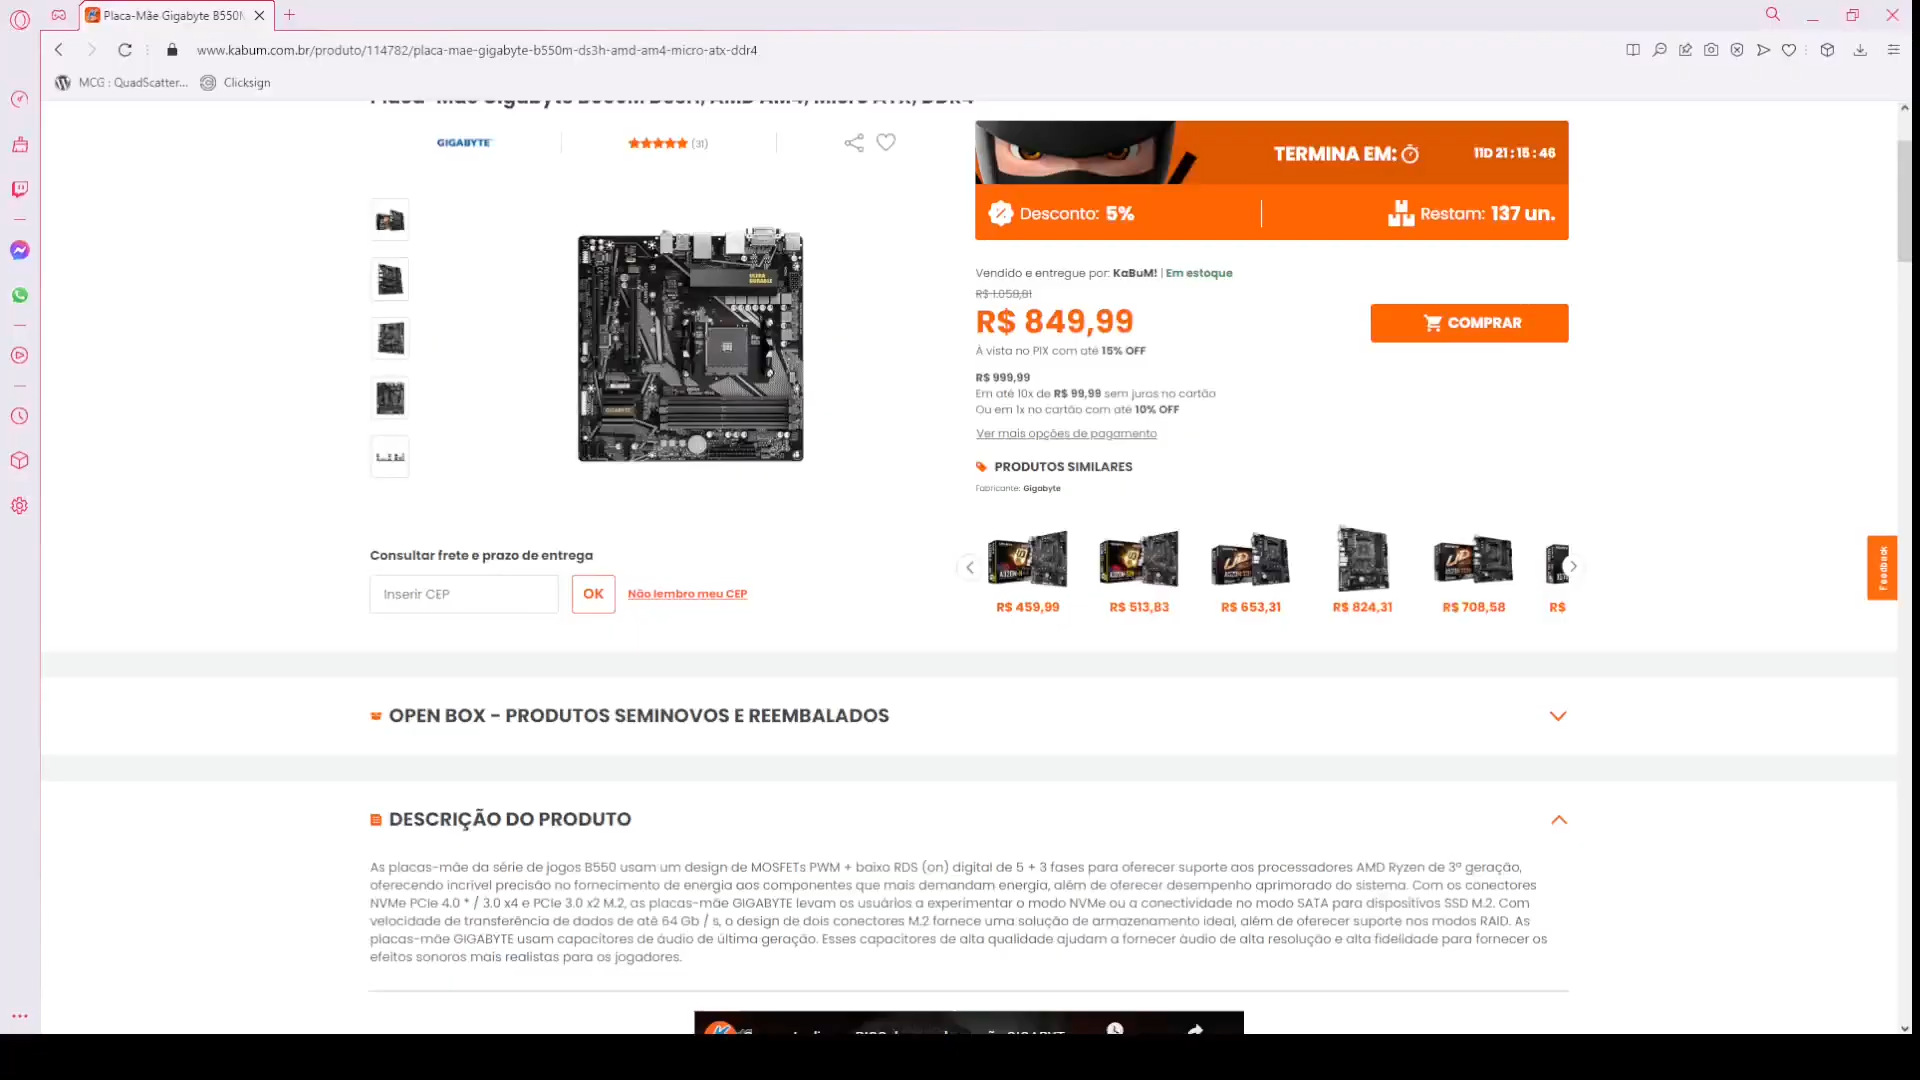 Placa-Mãe Gigabyte B550M
www.kabum.com.br/produto/114782/placa-mae-gigabyte-b550m-ds3h-amd-am4-micro-atx-ddr4
MCG : QuadScatter...
Clicksign
Placa-Mãe Gigabyte B550M DS3H, AMD AM4, Micro ATX, DDR4
GIGABYTE
(31)
TERMINA EM:
11D 21 : 15 : 46
Desconto: 5%
Restam: 137 un.
Vendido e entregue por: KaBuM! | Em estoque
R$ 1.058,81
R$ 849,99
COMPRAR
À vista no PIX com até 15% OFF
R$ 999,99
Em até 10x de R$ 99,99 sem juros no cartão
Ou em 1x no cartão com até 10% OFF
Ver mais opções de pagamento
PRODUTOS SIMILARES
Fabricante: Gigabyte
Consultar frete e prazo de entrega
Inserir CEP
OK
Não lembro meu CEP
R$ 459,99
R$ 513,83
R$ 653,31
R$ 824,31
R$ 708,58
R$
Feedback
OPEN BOX - PRODUTOS SEMINOVOS E REEMBALADOS
DESCRIÇÃO DO PRODUTO
As placas-mãe da série de jogos B550 usam um design de MOSFETs PWM + baixo RDS (on) digital de 5 + 3 fases para oferecer suporte aos processadores AMD Ryzen de 3ª geração,
oferecendo incrível precisão no fornecimento de energia aos componentes que mais demandam energia, além de oferecer desempenho aprimorado do sistema. Com os conectores
NVMe PCIe 4.0 * / 3.0 x4 e PCIe 3.0 x2 M.2, as placas-mãe GIGABYTE levam os usuários a experimentar o modo NVMe ou a conectividade no modo SATA para dispositivos SSD M.2. Com
velocidade de transferência de dados de até 64 Gb / s, o design de dois conectores M.2 fornece uma solução de armazenamento ideal, além de oferecer suporte nos modos RAID. As
placas-mãe GIGABYTE usam capacitores de áudio de última geração. Esses capacitores de alta qualidade ajudam a fornecer áudio de alta resolução e alta fidelidade para fornecer os
efeitos sonoros mais realistas para os jogadores.